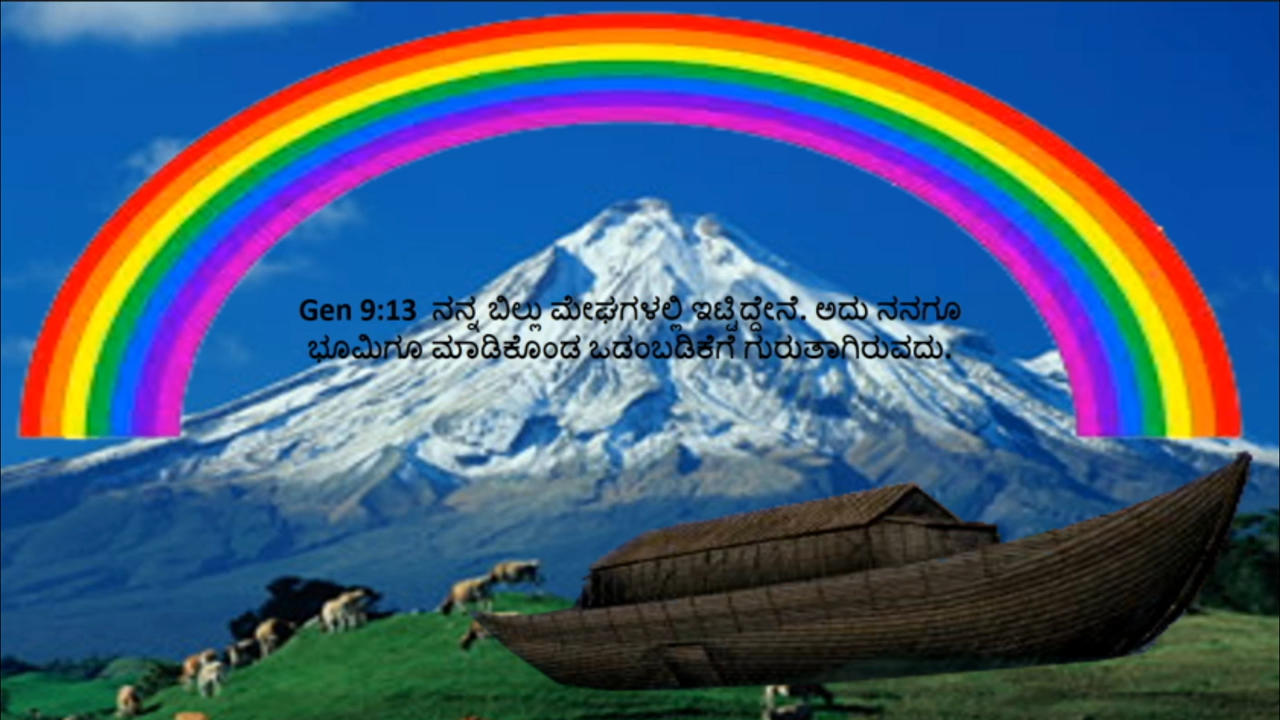 Gen 9:13 ನನ್ನ ಬಿಲ್ಲು ಮೇಘಗಳಲ್ಲಿ ಇಟ್ಟಿದ್ದೇನೆ. ಅದು ನನಗೂ
ಭೂಮಿಗೂ ಮಾಡಿಕೊಂಡ ಒಡಂಬಡಿಕೆಗೆ ಗುರುತಾಗಿರುವದು.